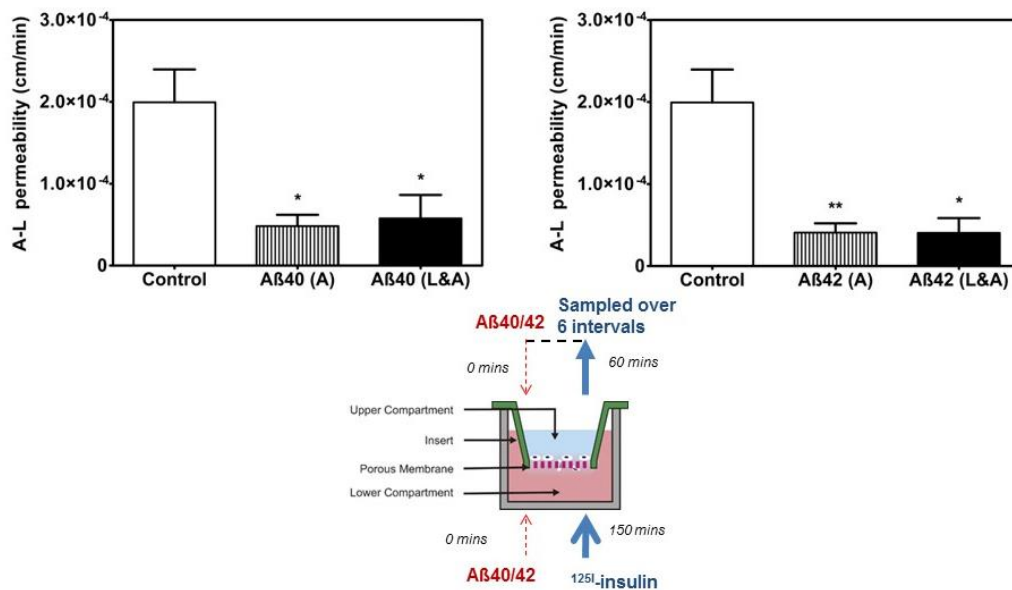 A-L permeability (cm/min)
3.0×10⁻⁴
2.0×10⁻⁴
1.0×10⁻⁴
0
*
*
Control
Aß40 (A)
Aß40 (L&A)
A-L permeability (cm/min)
3.0×10⁻⁴
2.0×10⁻⁴
1.0×10⁻⁴
0
**
*
Control
Aß42 (A)
Aß42 (L&A)
Aß40/42
Sampled over
6 intervals
0 mins
60 mins
Upper Compartment
Insert
Porous Membrane
Lower Compartment
0 mins
150 mins
Aß40/42
¹²⁵ᴵ-insulin